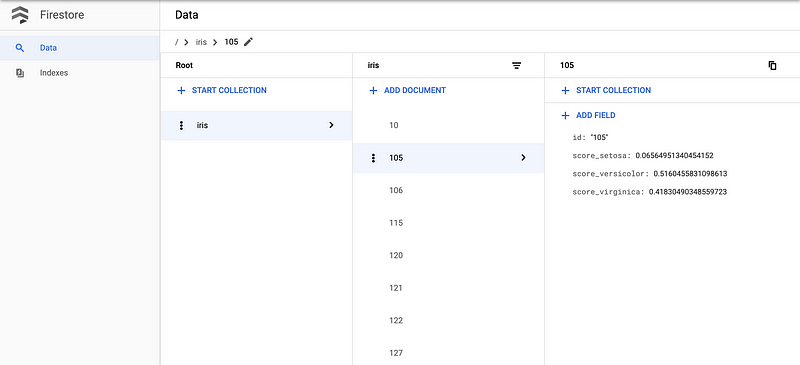 Firestore
Data
Indexes
Data
/ > iris > 105
Root
+ START COLLECTION
iris
iris
+ ADD DOCUMENT
10
105
106
115
120
121
122
127
105
+ START COLLECTION
+ ADD FIELD
id: "105"
score_setosa: 0.06564951340454152
score_versicolor: 0.5160455831098613
score_virginica: 0.41830490348559723